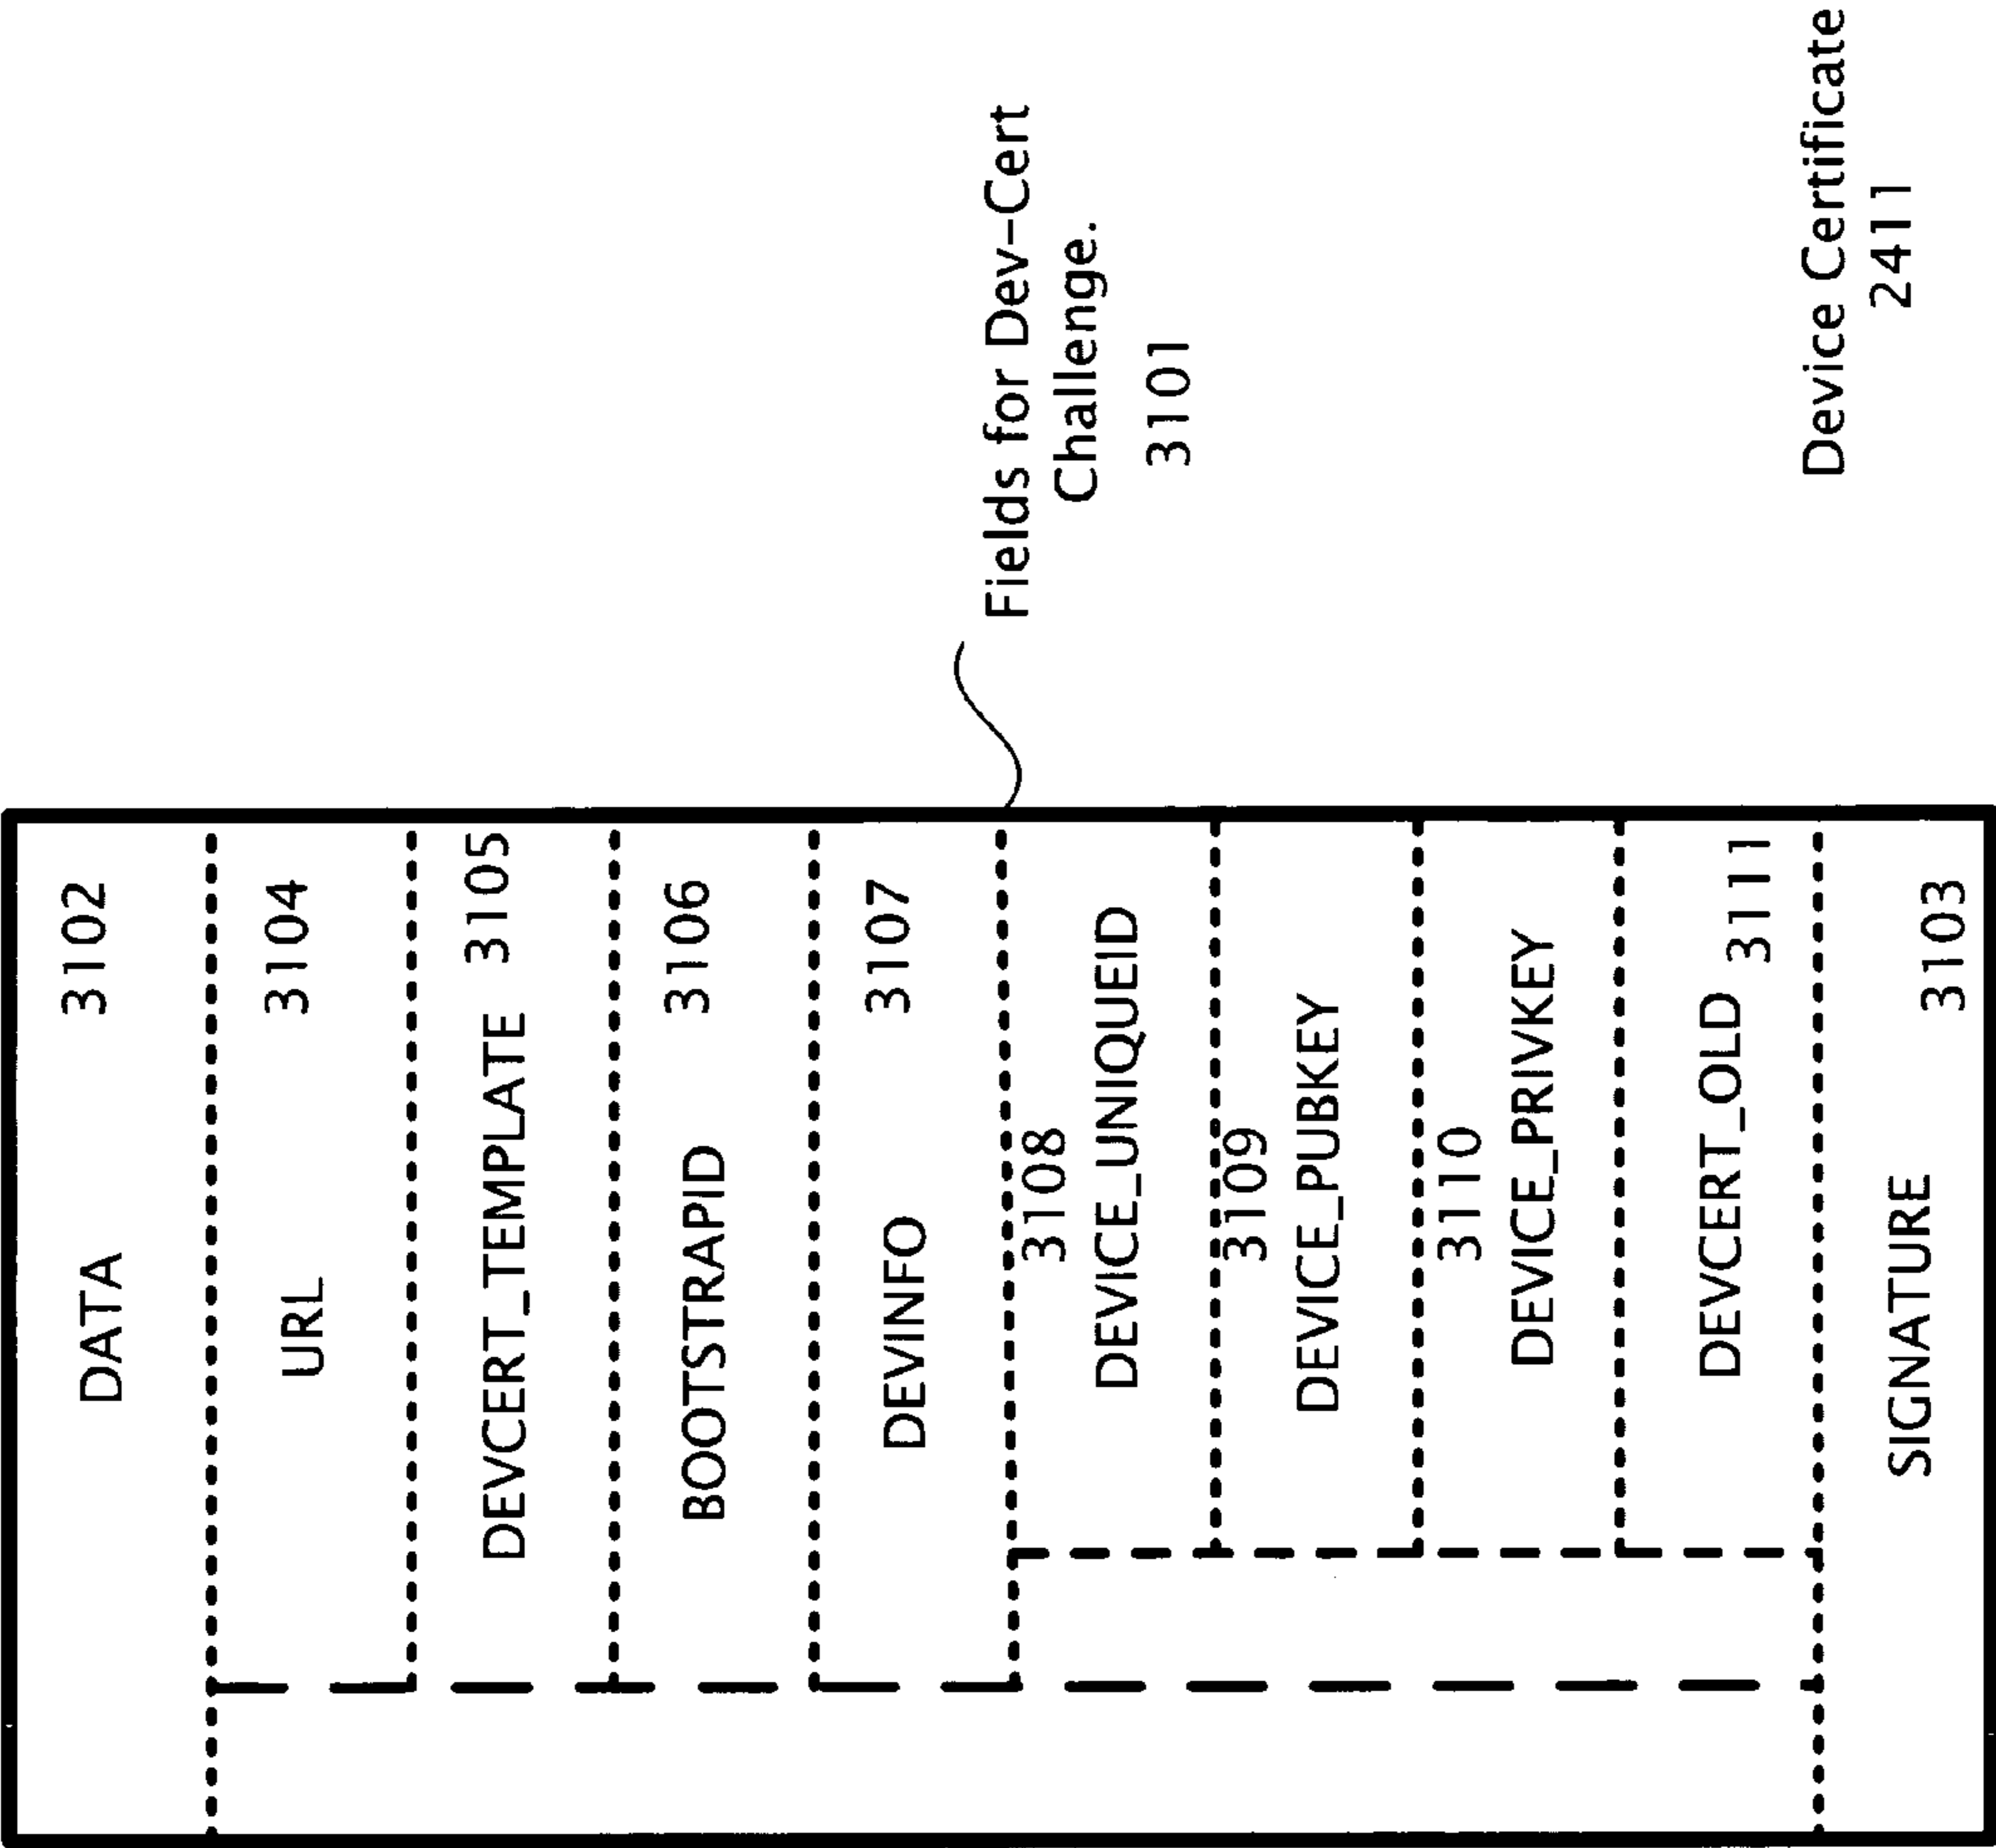 DATA 3102
URL 3104
DEVCERT_TEMPLATE 3105
BOOTSTRAPID 3106
DEVINFO 3107
3108
DEVICE_UNIQUEID
3109
DEVICE_PUBKEY
3110
DEVICE_PRIVKEY
DEVCERT_OLD 3111
SIGNATURE
3103
Fields for Dev-Cert
Challenge.
3101
Device Certificate
2411